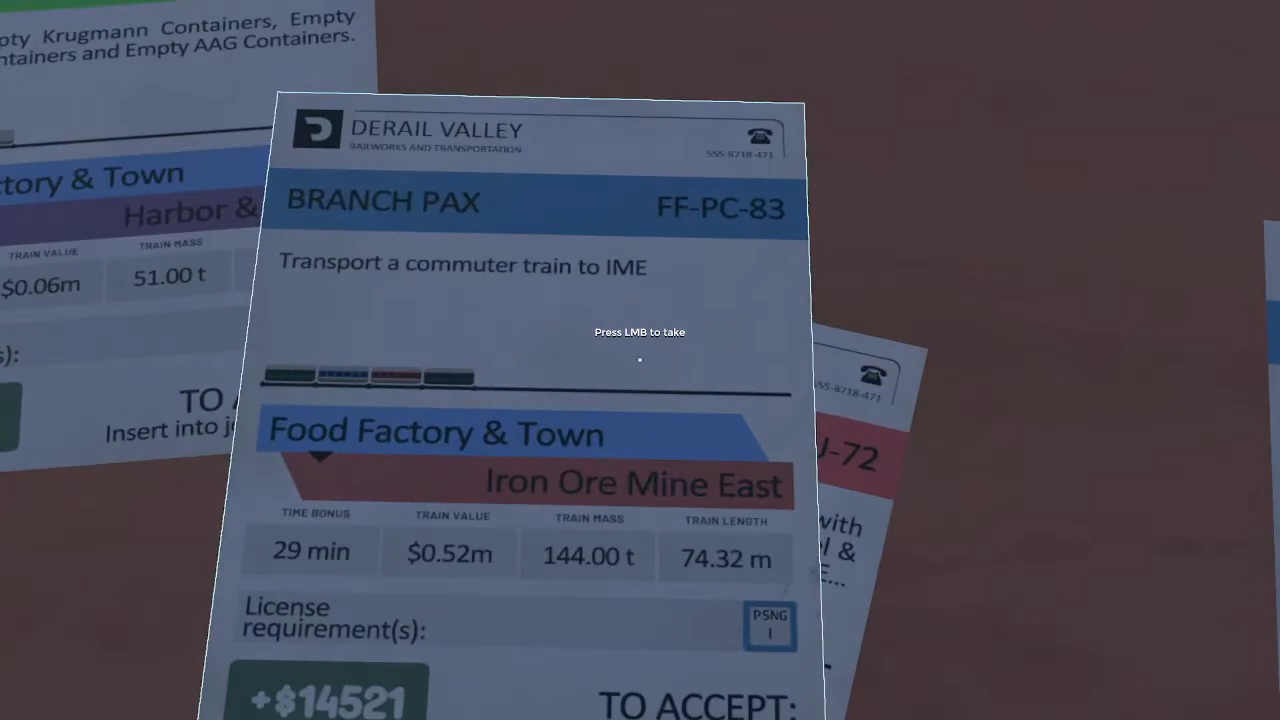 pty Krugmann Containers, Empty
ntainers and Empty AAG Containers.
ctory & Town
Harbor &
TRAIN VALUE
TRAIN MASS
$0.06m
51.00 t
s):
TO
Insert into j
DERAIL VALLEY
RAILWORKS AND TRANSPORTATION
555-8718-471
BRANCH PAX
FF-PC-83
Transport a commuter train to IME
Press LMB to take
Food Factory & Town
Iron Ore Mine East
TIME BONUS
TRAIN VALUE
TRAIN MASS
TRAIN LENGTH
29 min
$0.52m
144.00 t
74.32 m
License
requirement(s):
PSNG
I
+$14521
TO ACCEPT:
555-8718-471
-72
with
&
E...